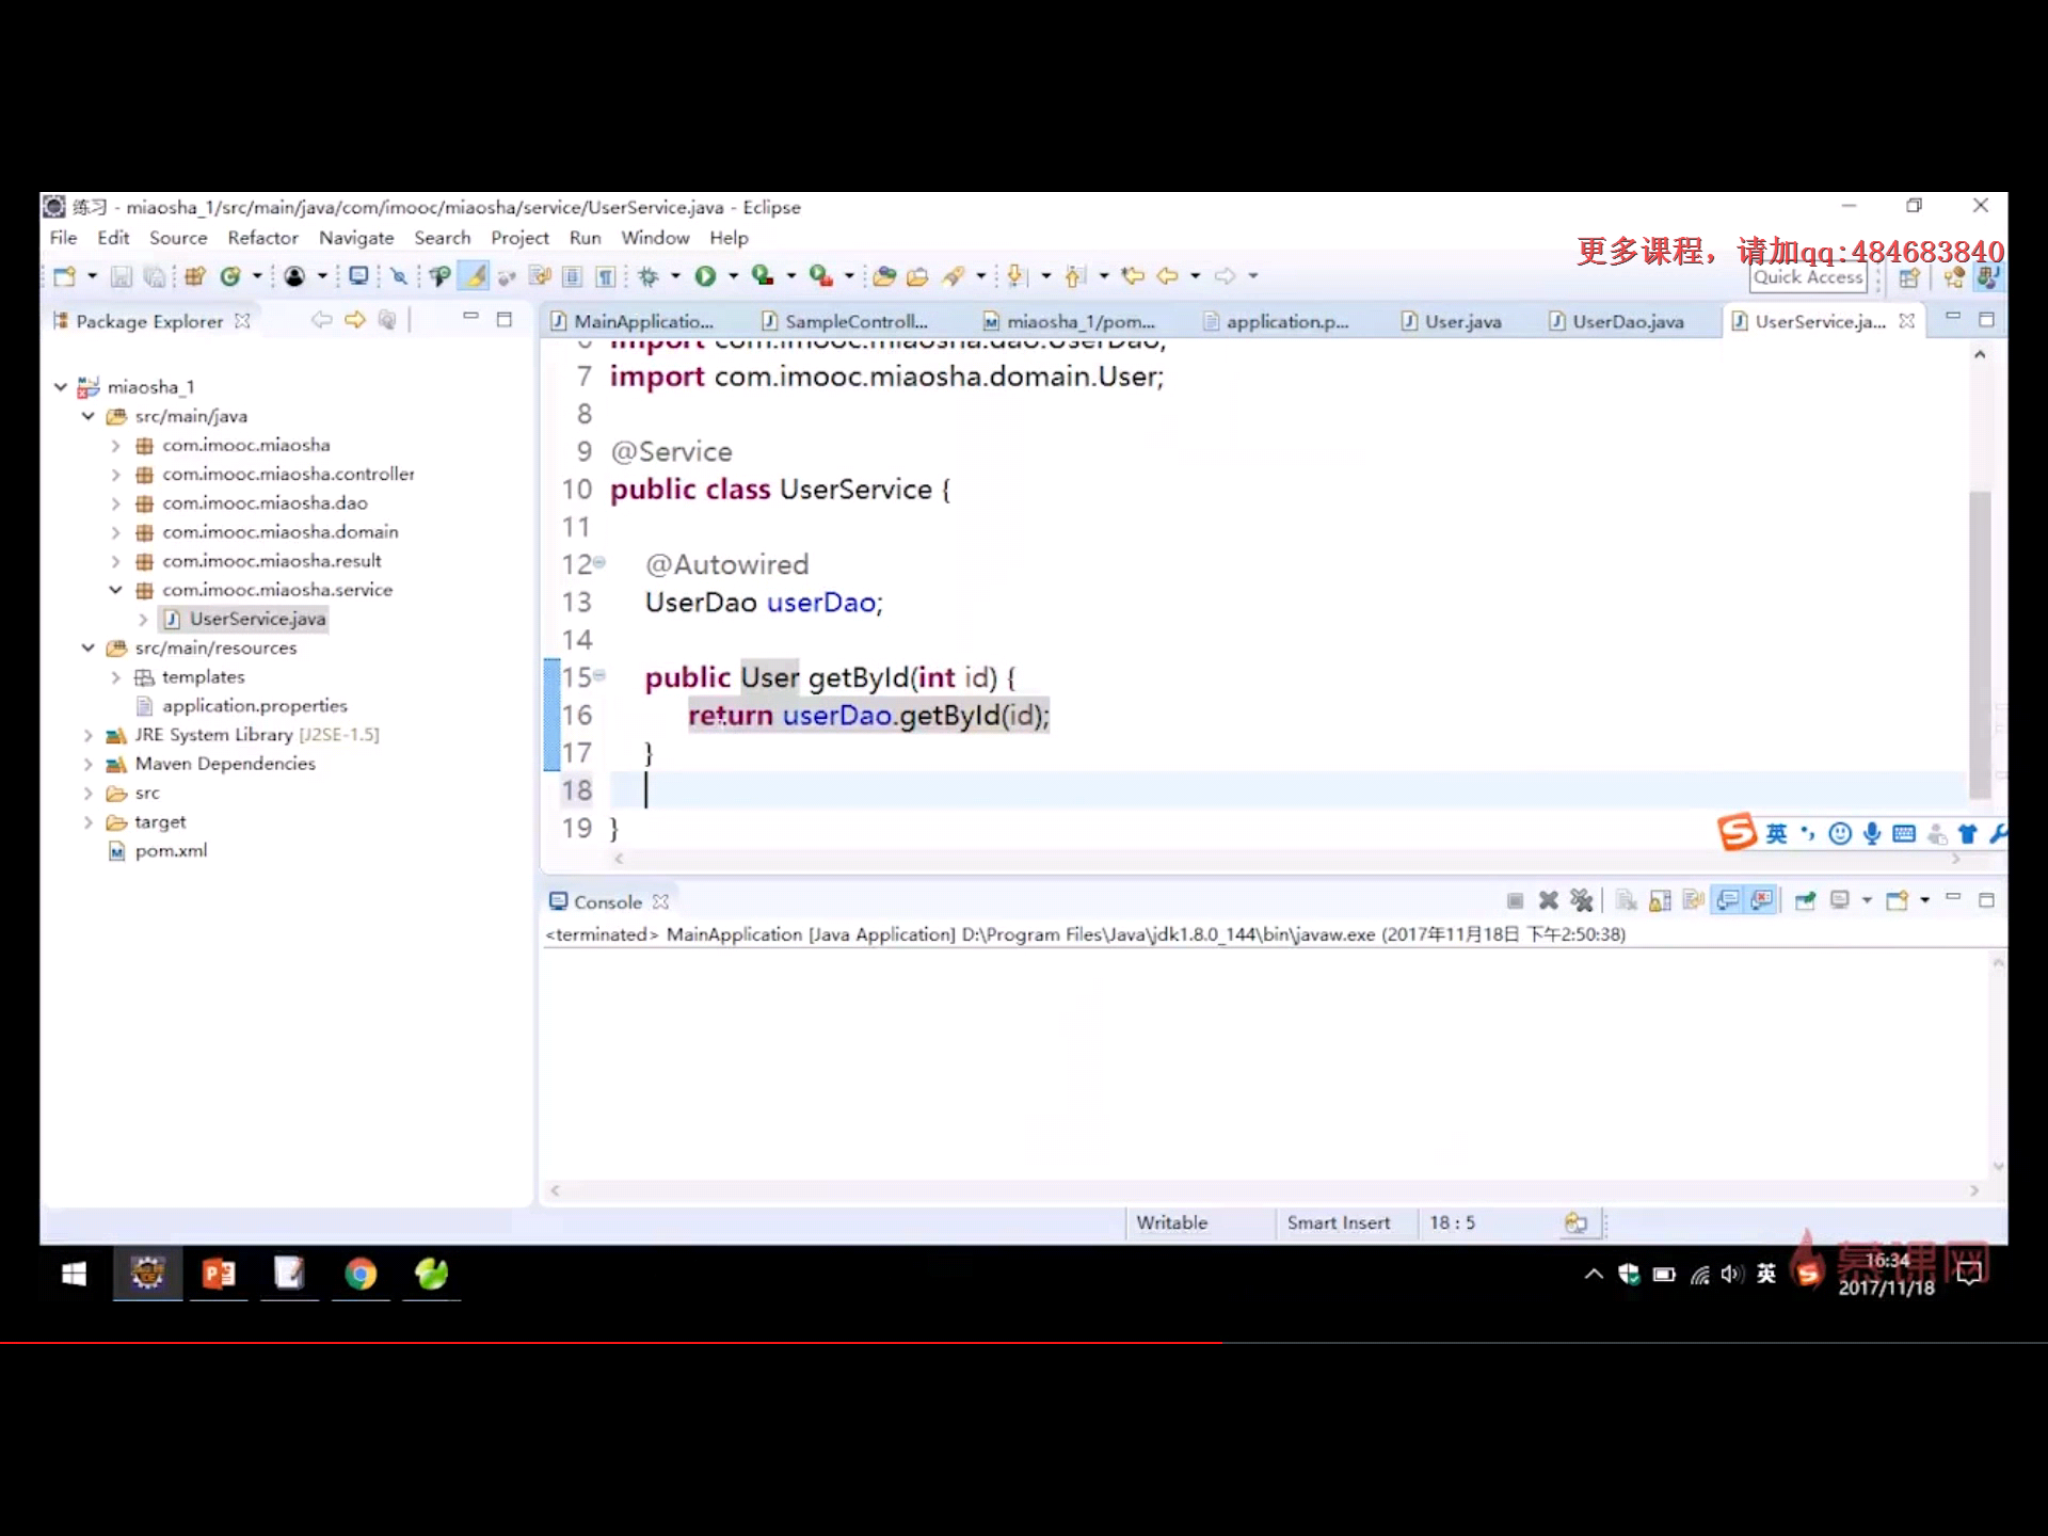 练习 - miaosha_1/src/main/java/com/imooc/miaosha/service/UserService.java - Eclipse
File Edit Source Refactor Navigate Search Project Run Window Help
更多课程，请加qq:484683840
Quick Access
Package Explorer
MainApplicatio... SampleControll... miaosha_1/pom... application.p... User.java UserDao.java UserService.ja...
miaosha_1
src/main/java
com.imooc.miaosha
com.imooc.miaosha.controller
com.imooc.miaosha.dao
com.imooc.miaosha.domain
com.imooc.miaosha.result
com.imooc.miaosha.service
UserService.java
src/main/resources
templates
application.properties
JRE System Library [J2SE-1.5]
Maven Dependencies
src
target
pom.xml
6 import com.imooc.miaosha.dao.UserDao;
7 import com.imooc.miaosha.domain.User;
8
9 @Service
10 public class UserService {
11
12 @Autowired
13 UserDao userDao;
14
15 public User getById(int id) {
16 return userDao.getById(id);
17 }
18
19 }
英
Console
<terminated> MainApplication [Java Application] D:\Program Files\Java\jdk1.8.0_144\bin\javaw.exe (2017年11月18日 下午2:50:38)
Writable Smart Insert 18 : 5
慕课网
英 16:34
2017/11/18